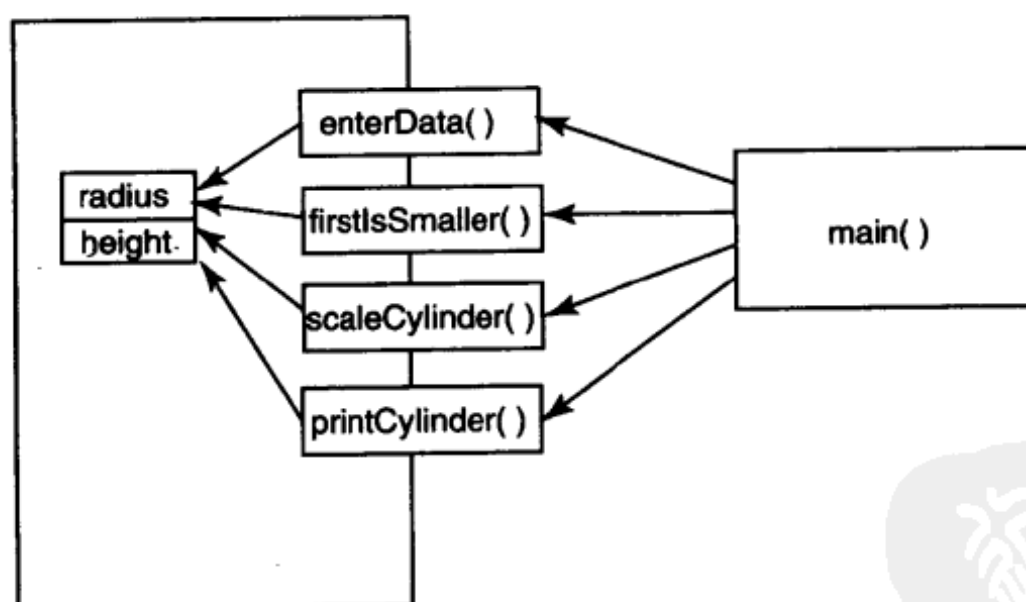 enterData( )
radius
firstIsSmaller( )
height
main( )
scaleCylinder( )
printCylinder( )